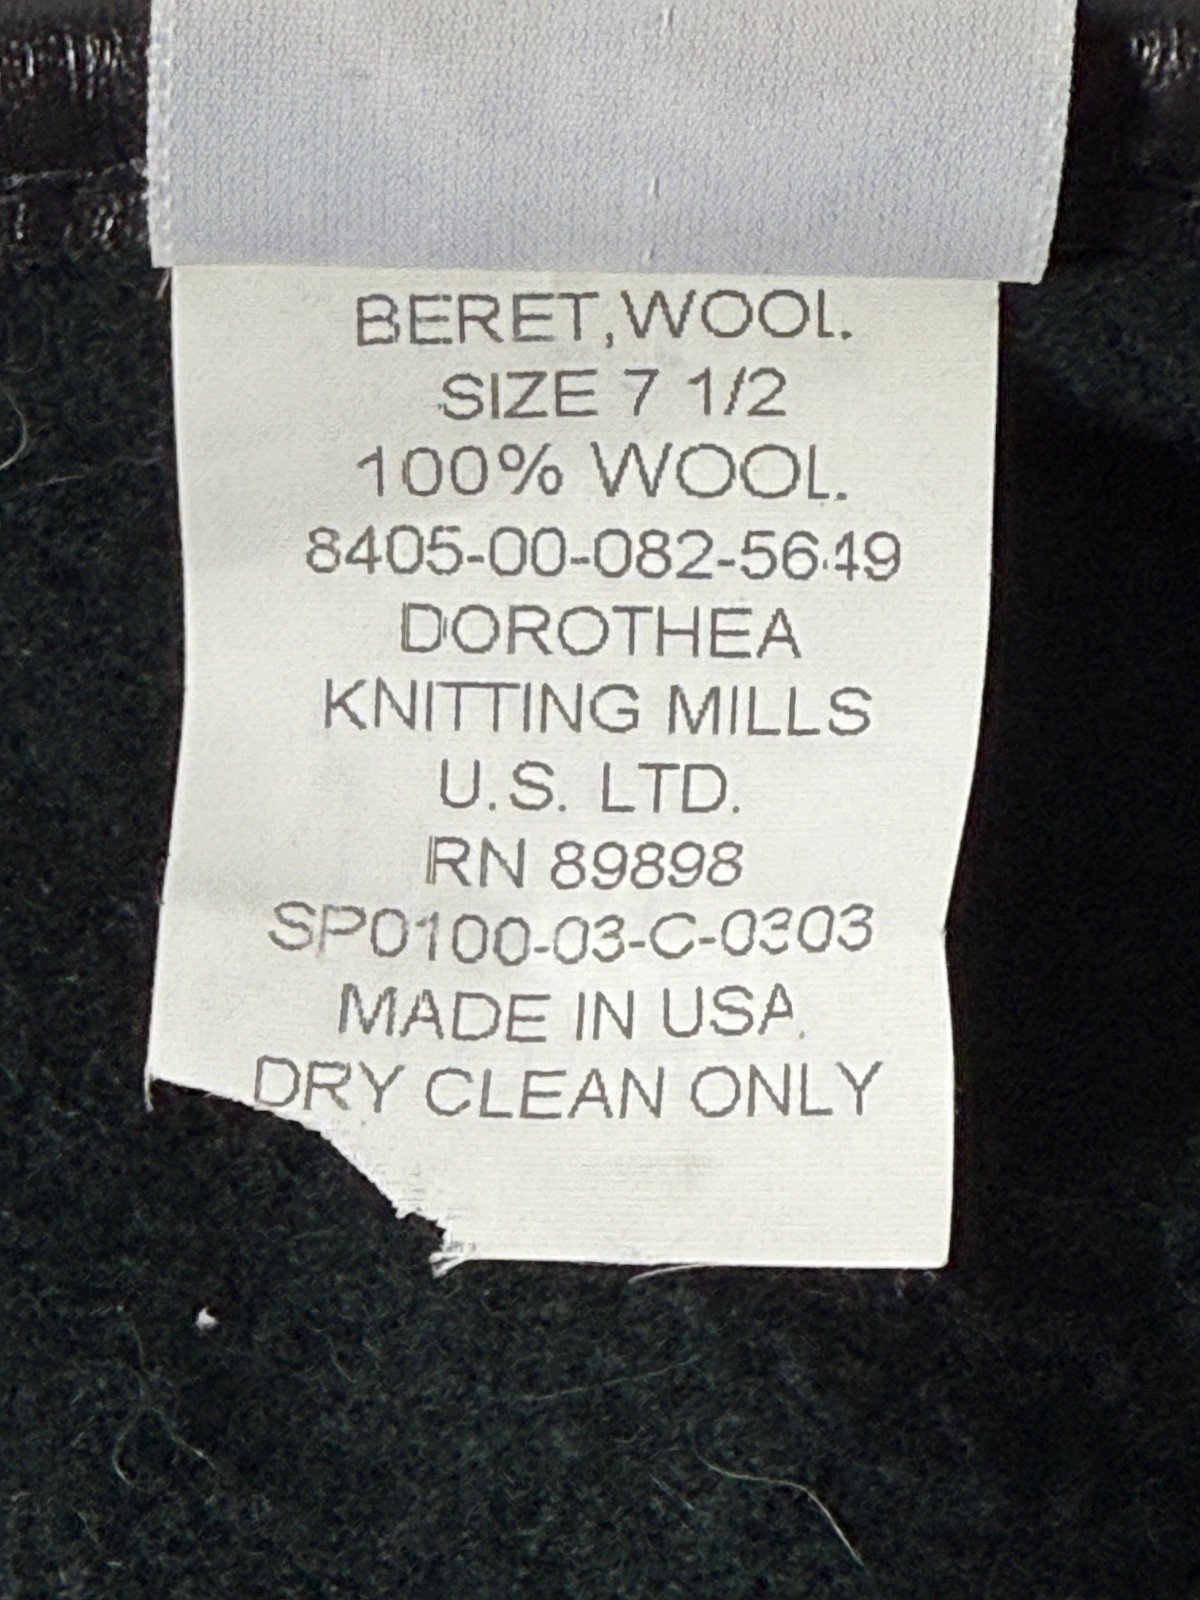 BERET,WOOL.
SIZE 7 1/2
100% WOOL.
8405-00-082-5649
DOROTHEA
KNITTING MILLS
U.S. LTD.
RN 89898
SP0100-03-C-0303
MADE IN USA.
DRY CLEAN ONLY